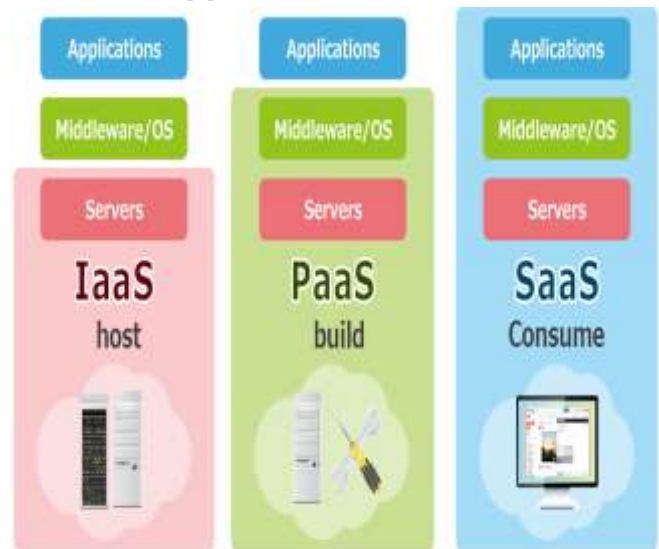 Applications
Middleware/OS
Servers
IaaS
host
Applications
Middleware/OS
Servers
PaaS
build
Applications
Middleware/OS
Servers
SaaS
Consume